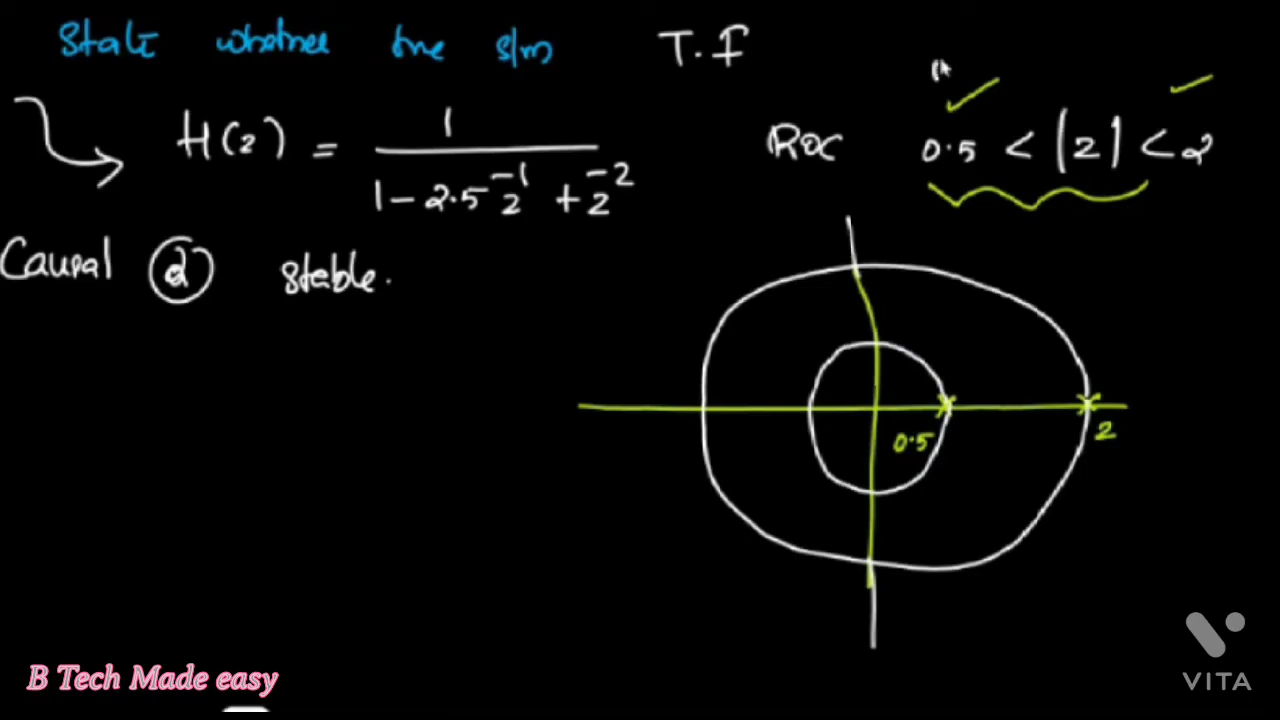 State whether the s/m T.F
H(z) = 1 / (1 - 2.5 z^-1 + z^-2) ROC 0.5 < |z| < 2
Causal & stable.
0.5 2
B Tech Made easy
VITA